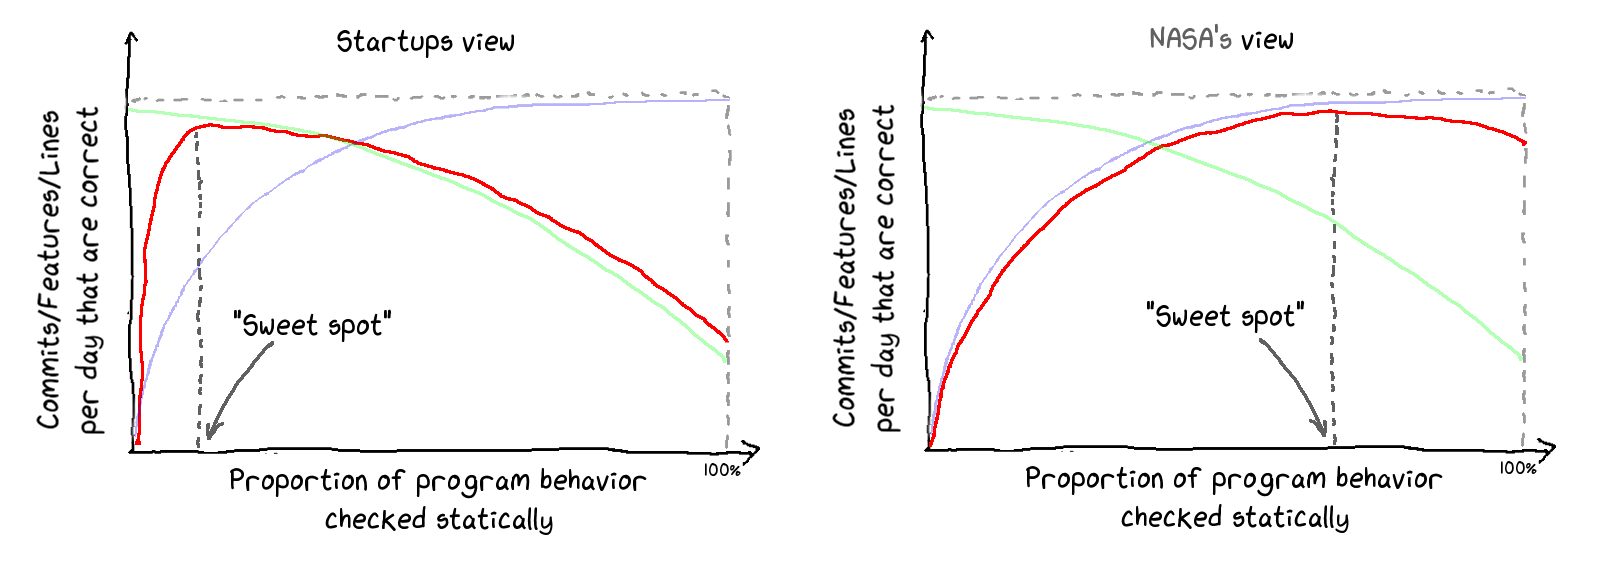 Startups view
Commits/Features/Lines
per day that are correct
"Sweet spot"
100%
Proportion of program behavior
checked statically
NASA's view
Commits/Features/Lines
per day that are correct
"Sweet spot"
100%
Proportion of program behavior
checked statically